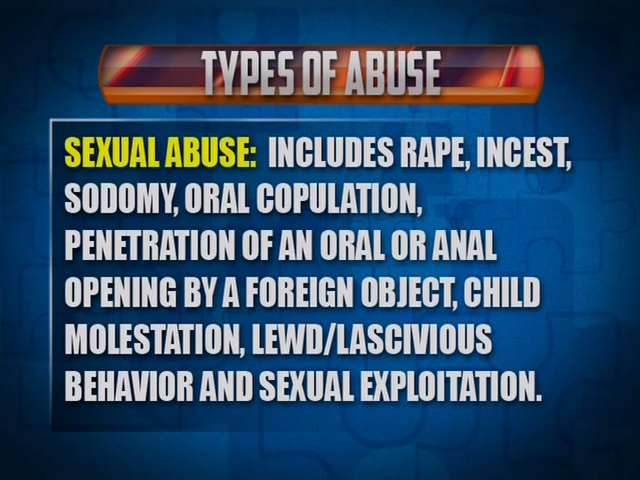 TYPES OF ABUSE
SEXUAL ABUSE: INCLUDES RAPE, INCEST,
SODOMY, ORAL COPULATION,
PENETRATION OF AN ORAL OR ANAL
OPENING BY A FOREIGN OBJECT, CHILD
MOLESTATION, LEWD/LASCIVIOUS
BEHAVIOR AND SEXUAL EXPLOITATION.